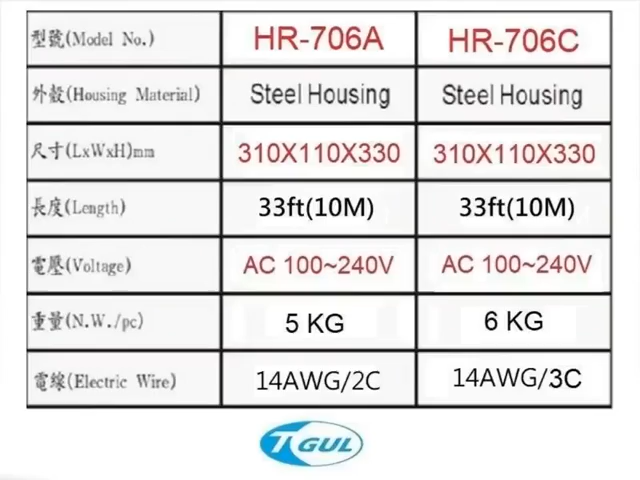 型號(Model No.) HR-706A HR-706C
外殼(Housing Material) Steel Housing Steel Housing
尺寸(LxWxH)mm 310X110X330 310X110X330
長度(Length) 33ft(10M) 33ft(10M)
電壓(Voltage) AC 100~240V AC 100~240V
重量(N.W./pc) 5 KG 6 KG
電線(Electric Wire) 14AWG/2C 14AWG/3C
TGUL